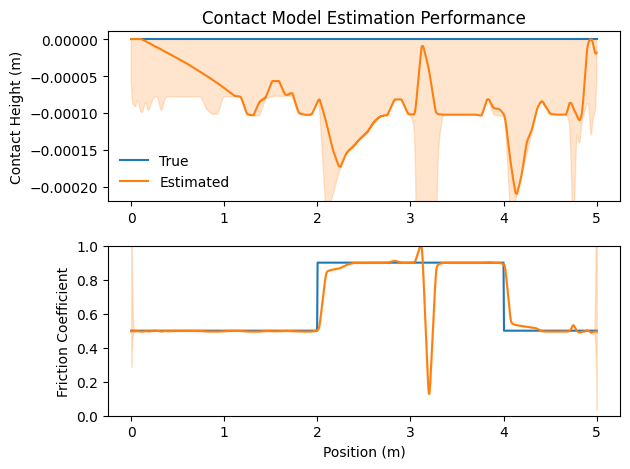 Contact Model Estimation Performance
Contact Height (m)
0.00000
−0.00005
−0.00010
−0.00015
−0.00020
True
Estimated
0 1 2 3 4 5
Friction Coefficient
1.0
0.8
0.6
0.4
0.2
0.0
0 1 2 3 4 5
Position (m)